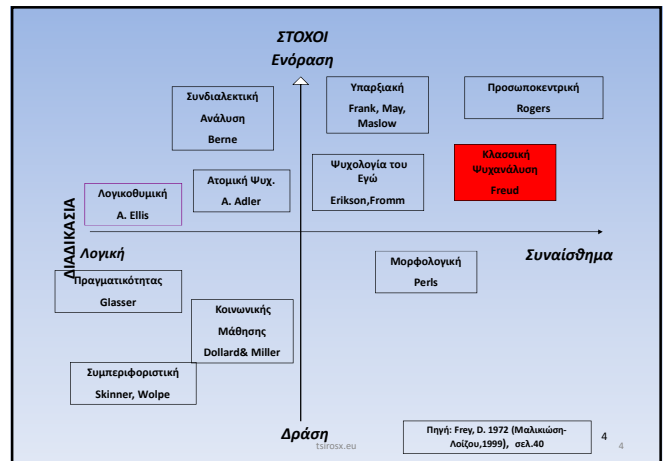 ΣΤΟΧΟΙ
Ενόραση
Συνδιαλεκτική
Ανάλυση
Berne
Υπαρξιακή
Frank, May,
Maslow
Προσωποκεντρική
Rogers
Λογικοθυμική
A. Ellis
Ατομική Ψυχ.
A. Adler
Ψυχολογία του
Εγώ
Erikson,Fromm
Κλασσική
Ψυχανάλυση
Freud
ΔΙΑΔΙΚΑΣΙΑ
Λογική
Συναίσθημα
Πραγματικότητας
Glasser
Μορφολογική
Perls
Κοινωνικής
Μάθησης
Dollard& Miller
Συμπεριφοριστική
Skinner, Wolpe
Δράση
tsirosx.eu
Πηγή: Frey, D. 1972 (Μαλικιώση-
Λοΐζου,1999), σελ.40
4
4